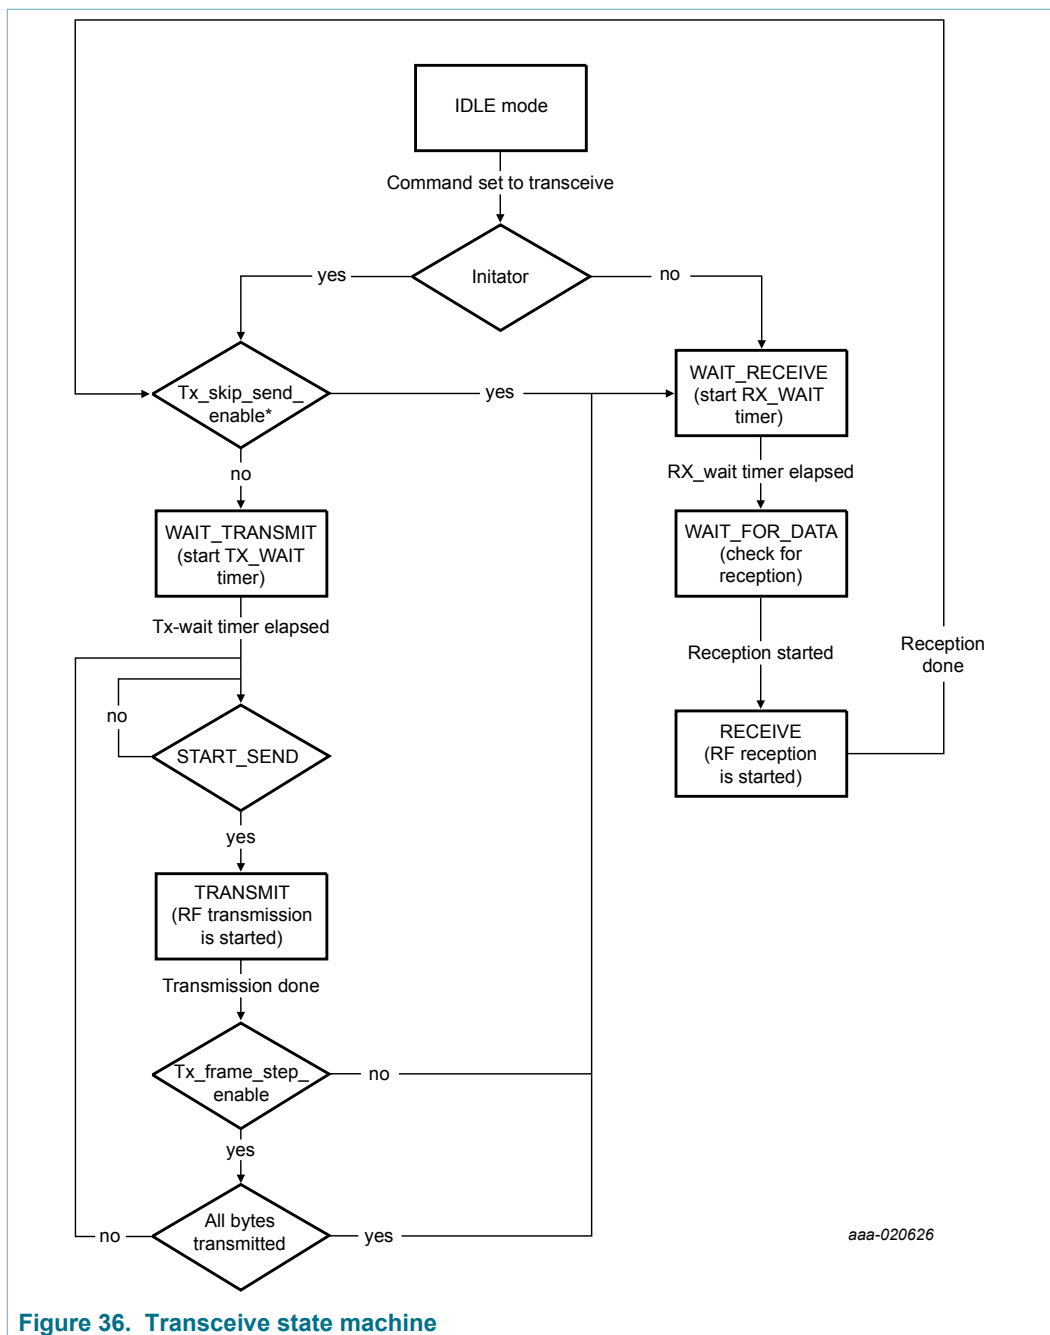 IDLE mode
Command set to transceive
Initator
yes
no
Tx_skip_send_
enable*
yes
no
WAIT_RECEIVE
(start RX_WAIT
timer)
RX_wait timer elapsed
WAIT_TRANSMIT
(start TX_WAIT
timer)
WAIT_FOR_DATA
(check for
reception)
Tx-wait timer elapsed
Reception started
Reception
done
no
START_SEND
RECEIVE
(RF reception
is started)
yes
TRANSMIT
(RF transmission
is started)
Transmission done
Tx_frame_step_
enable
no
yes
All bytes
transmitted
no
yes
aaa-020626
Figure 36. Transceive state machine